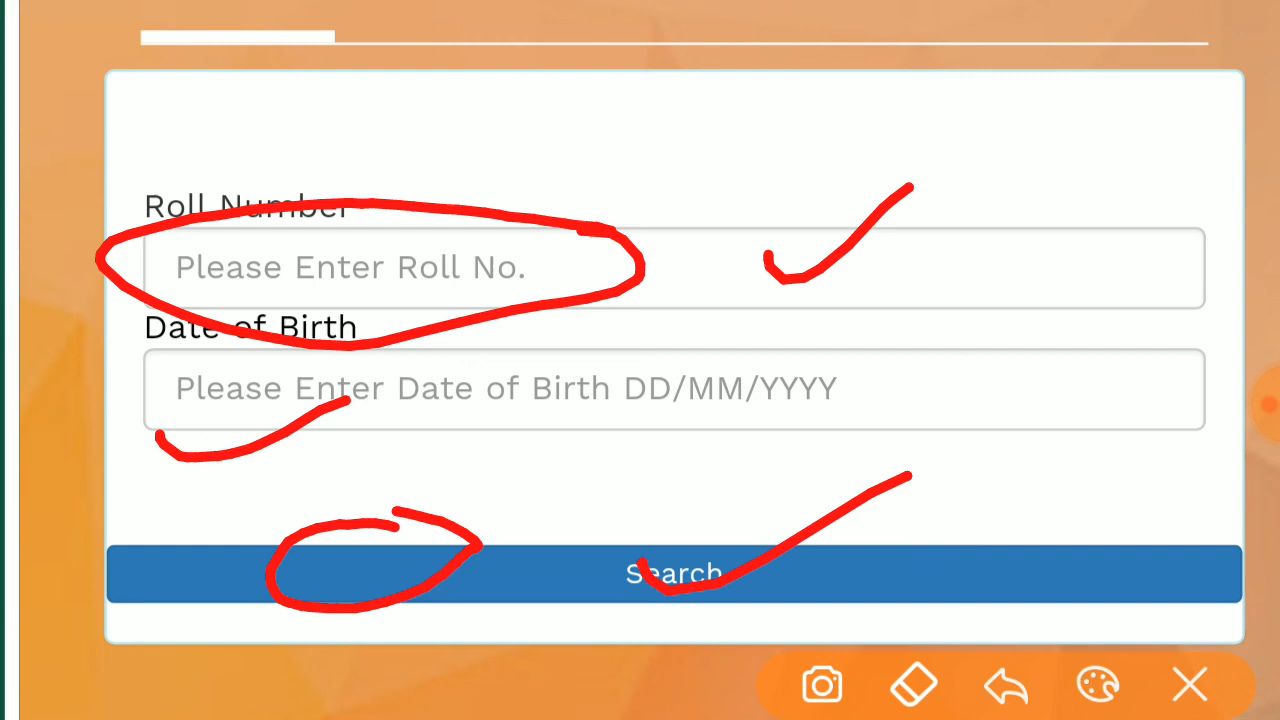 Roll Number
Please Enter Roll No.
Date of Birth
Please Enter Date of Birth DD/MM/YYYY
Search